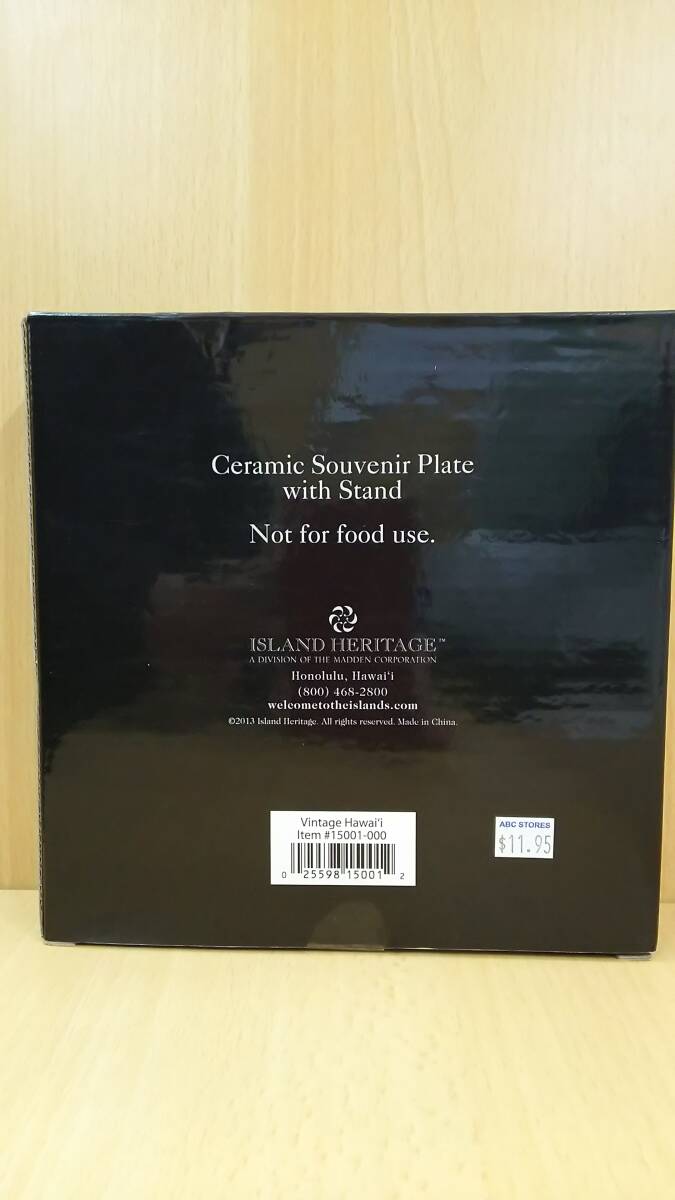 Ceramic Souvenir Plate
with Stand
Not for food use.
ISLAND HERITAGE™
A DIVISION OF THE MADDEN CORPORATION
Honolulu, Hawaiʻi
(800) 468-2800
welcometotheislands.com
©2013 Island Heritage. All rights reserved. Made in China.
Vintage Hawai'i
Item #15001-000
0 25598 15001 2
ABC STORES
$11.95